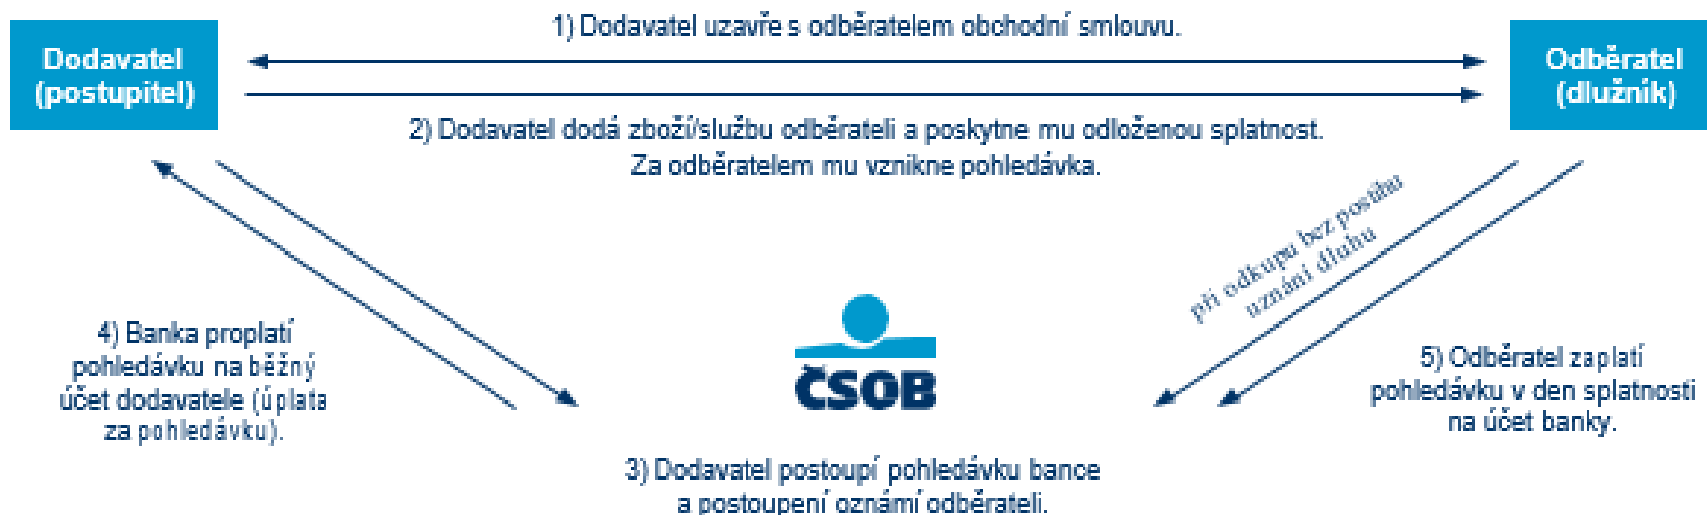 1) Dodavatel uzavře s odběratelem obchodní smlouvu.
Dodavatel
(postupitel)
Odběratel
(dlužník)
2) Dodavatel dodá zboží/službu odběrateli a poskytne mu odloženou splatnost.
Za odběratelem mu vznikne pohledávka.
při odkupu bez postihu
uznání dluhu
4) Banka proplatí
pohledávku na běžný
účet dodavatele (úplata
za pohledávku).
ČSOB
5) Odběratel zaplatí
pohledávku v den splatnosti
na účet banky.
3) Dodavatel postoupí pohledávku bance
a postoupení oznámí odběrateli.